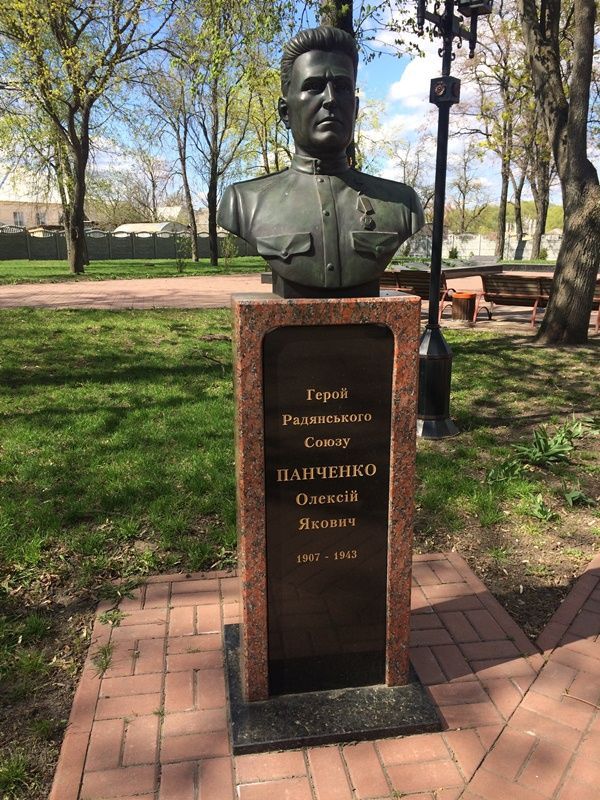 Герой
Радянського
Союзу
ПАНЧЕНКО
Олексій
Якович
1907 - 1943